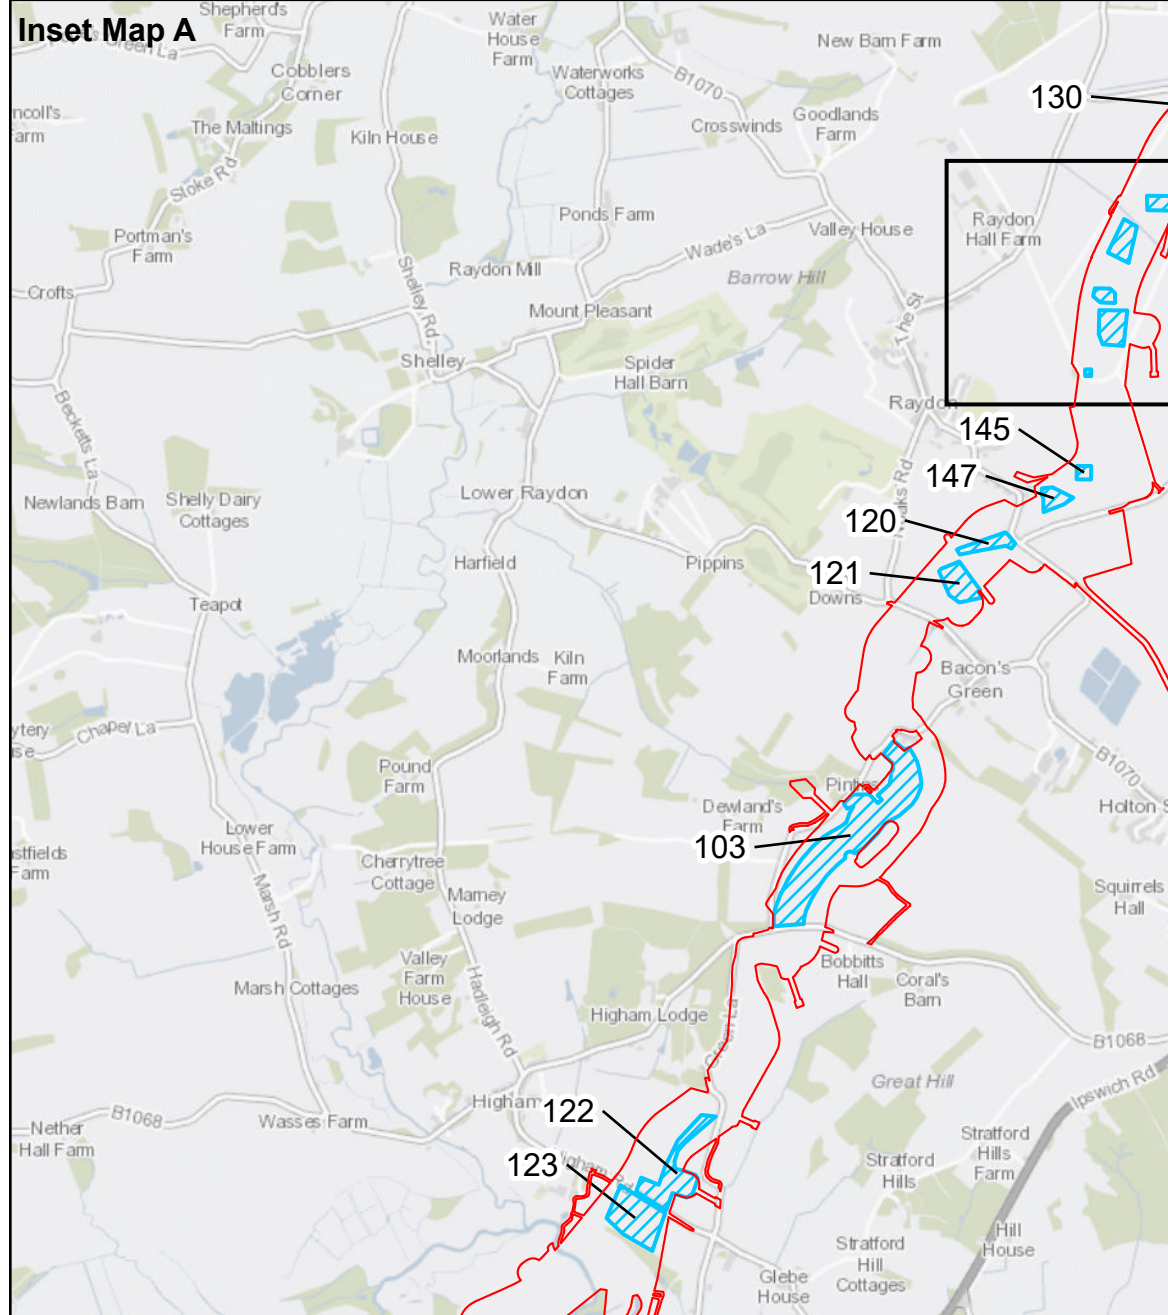 Inset Map A
Shepherd's
Farm
Green La
Water
House
Farm
New Barn Farm
Cobblers
Corner
Waterworks
Cottages
B1070
130
The Maltings
Kiln House
Crosswinds
Goodlands
Farm
Stoke Rd
Portman's
Farm
Ponds Farm
Valley House
Raydon
Hall Farm
Wade's La
Shelley Rd
Raydon Mill
Barrow Hill
Crofts
Mount Pleasant
The St
Shelley
Spider
Hall Barn
Becketts La
Raydon
145
147
Newlands Barn
Shelly Dairy
Cottages
Lower Raydon
120
Harfield
Pippins
121
Downs
Teapot
Moorlands
Kiln
Farm
Bacon's
Green
Chapel La
Pound
Farm
B1070
Dewland's
Farm
103
Lower
House Farm
Cherrytree
Cottage
Marney
Lodge
Squirrels
Hall
Marsh Rd
Valley
Farm
House
Marsh Cottages
Hadleigh Rd
Bobbitts
Hall
Coral's
Barn
Higham Lodge
Green La
B1068
Great Hill
Ipswich Rd
Higham
122
B1068
Wasses Farm
Nether
Hall Farm
123
Stratford
Hills
Farm
Stratford
Hills
Hill
House
Stratford
Hill
Cottages
Glebe
House